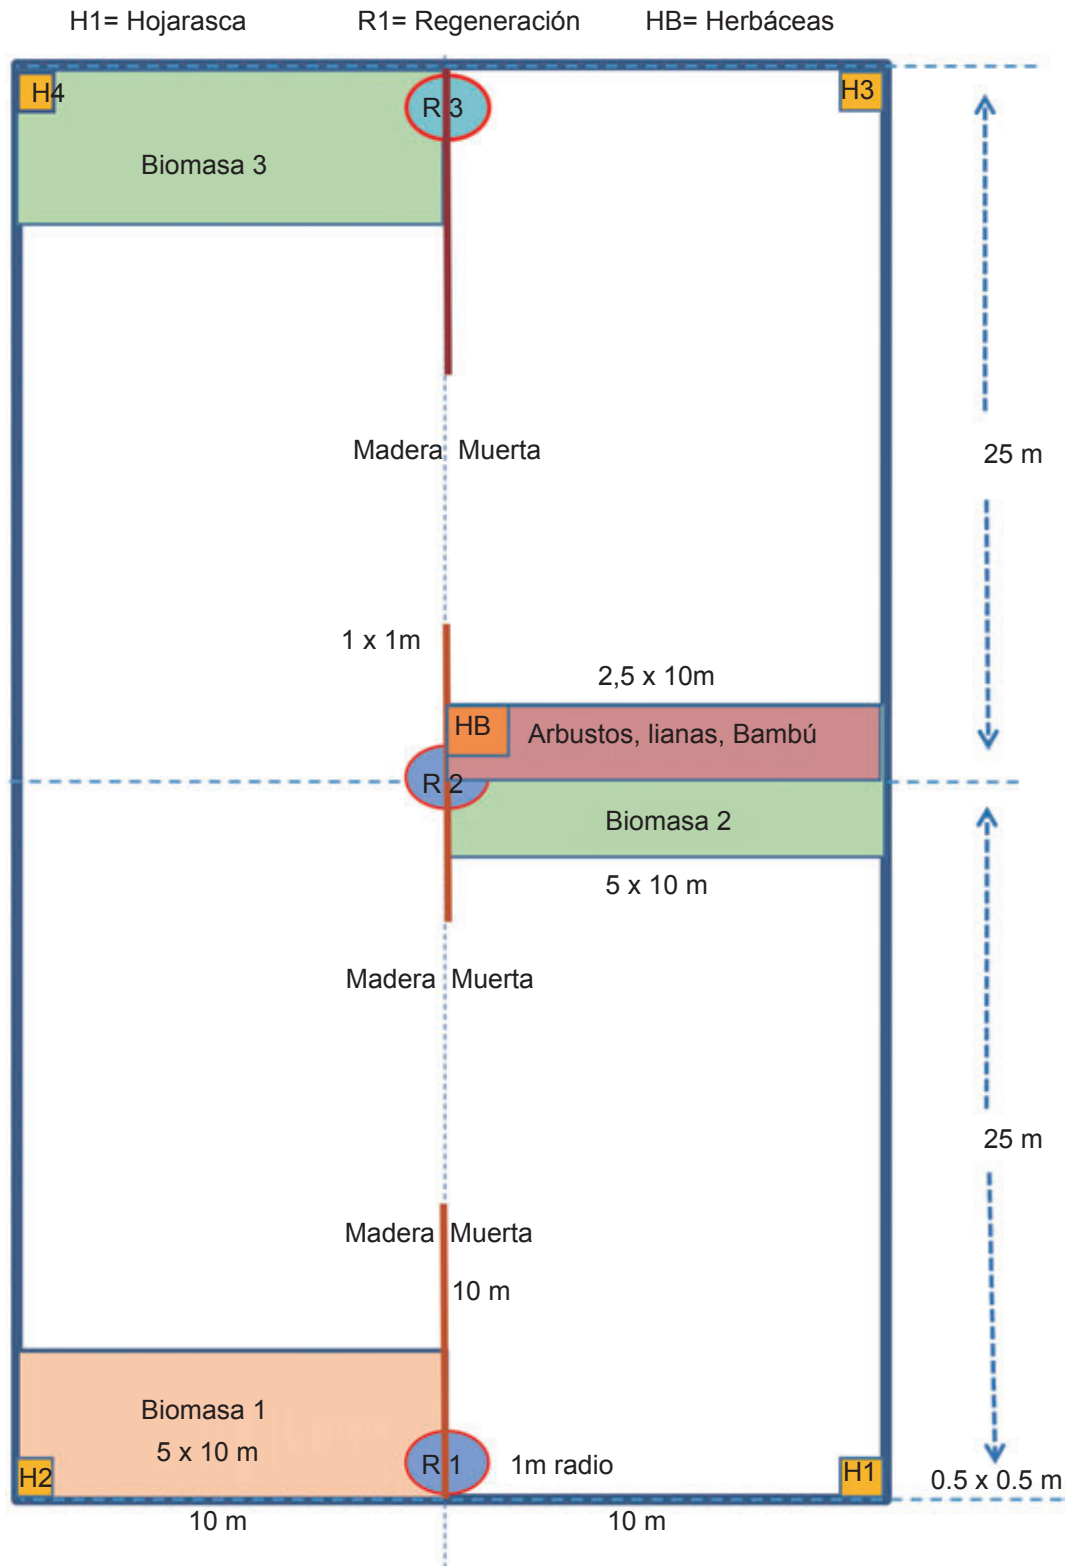 H1= Hojarasca R1= Regeneración HB= Herbáceas
H4
R 3
H3
Biomasa 3
Madera Muerta
25 m
1 x 1m
2,5 x 10m
HB
Arbustos, lianas, Bambú
R 2
Biomasa 2
5 x 10 m
Madera Muerta
25 m
Madera Muerta
10 m
Biomasa 1
5 x 10 m
R 1
1m radio
H2
H1
0.5 x 0.5 m
10 m
10 m